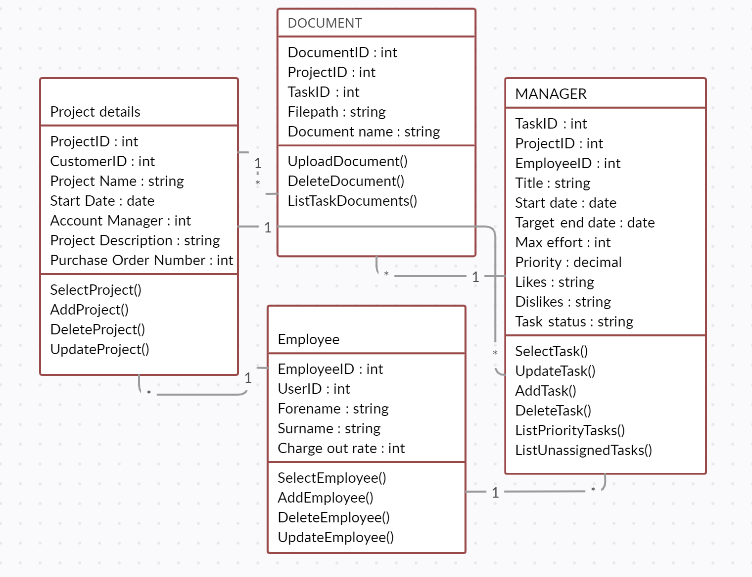 DOCUMENT
DocumentID : int
ProjectID : int
TaskID : int
Filepath : string
Document name : string
UploadDocument()
DeleteDocument()
ListTaskDocuments()
Project details
ProjectID : int
CustomerID : int
Project Name : string
Start Date : date
Account Manager : int
Project Description : string
Purchase Order Number : int
SelectProject()
AddProject()
DeleteProject()
UpdateProject()
MANAGER
TaskID : int
ProjectID : int
EmployeeID : int
Title : string
Start date : date
Target end date : date
Max effort : int
Priority : decimal
Likes : string
Dislikes : string
Task status : string
SelectTask()
UpdateTask()
AddTask()
DeleteTask()
ListPriorityTasks()
ListUnassignedTasks()
Employee
EmployeeID : int
UserID : int
Forename : string
Surname : string
Charge out rate : int
SelectEmployee()
AddEmployee()
DeleteEmployee()
UpdateEmployee()
1
*
1
*
* 1
* 1
1 *